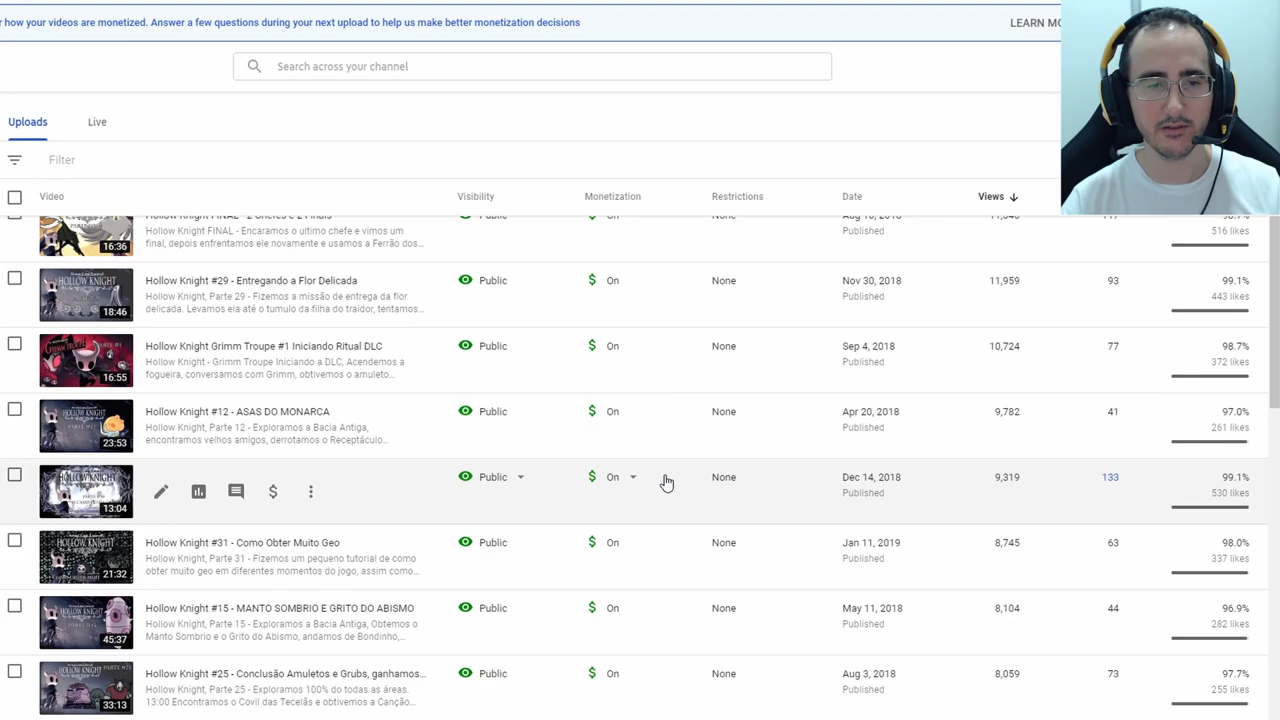 r how your videos are monetized. Answer a few questions during your next upload to help us make better monetization decisions LEARN MO
Search across your channel
Uploads Live
Filter
Video Visibility Monetization Restrictions Date Views
Hollow Knight FINAL - 2 Chefes e 2 Finais Public On None
Hollow Knight FINAL - Encaramos o ultimo chefe e vimos um Published 516 likes
final, depois enfrentamos ele novamente e usamos a Ferrão dos...
16:36
Hollow Knight #29 - Entregando a Flor Delicada Public On None Nov 30, 2018 11,959 93 99.1%
Hollow Knight, Parte 29 - Fizemos a missão de entrega da flor Published 443 likes
delicada. Levamos ela até o tumulo da filha do traidor, tentamos...
18:46
Hollow Knight Grimm Troupe #1 Iniciando Ritual DLC Public On None Sep 4, 2018 10,724 77 98.7%
Hollow Knight - Grimm Troupe Iniciando a DLC, Acendemos a Published 372 likes
fogueira, conversamos com Grimm, obtivemos o amuleto
16:55
Hollow Knight #12 - ASAS DO MONARCA Public On None Apr 20, 2018 9,782 41 97.0%
Hollow Knight, Parte 12 - Exploramos a Bacia Antiga, Published 261 likes
encontramos velhos amigos, derrotamos o Receptáculo...
23:53
Public On None Dec 14, 2018 9,319 133 99.1%
Published 530 likes
13:04
Hollow Knight #31 - Como Obter Muito Geo Public On None Jan 11, 2019 8,745 63 98.0%
Hollow Knight, Parte 31 - Fizemos um pequeno tutorial de como Published 337 likes
obter muito geo em diferentes momentos do jogo, assim como...
21:32
Hollow Knight #15 - MANTO SOMBRIO E GRITO DO ABISMO Public On None May 11, 2018 8,104 44 96.9%
Hollow Knight, Parte 15 - Exploramos a Bacia Antiga, Obtemos o Published 282 likes
Manto Sombrio e o Grito do Abismo, andamos de Bondinho,...
45:37
Hollow Knight #25 - Conclusão Amuletos e Grubs, ganhamos... Public On None Aug 3, 2018 8,059 73 97.7%
Hollow Knight, Parte 25 - Exploramos 100% do todas as áreas. Published 255 likes
13:00 Encontramos o Covil das Tecelãs e obtivemos a Canção...
33:13